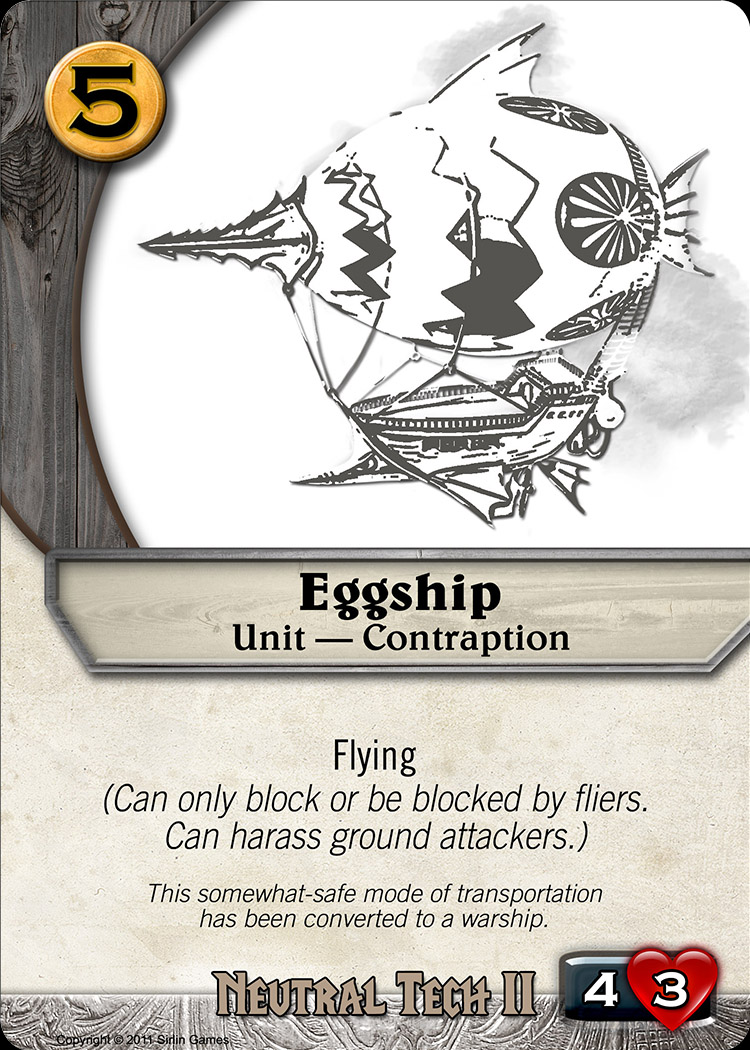 5
Eggship
Unit — Contraption
Flying
(Can only block or be blocked by fliers.
Can harass ground attackers.)
This somewhat-safe mode of transportation
has been converted to a warship.
Neutral Tech II
4 3
Copyright © 2011 Sirlin Games